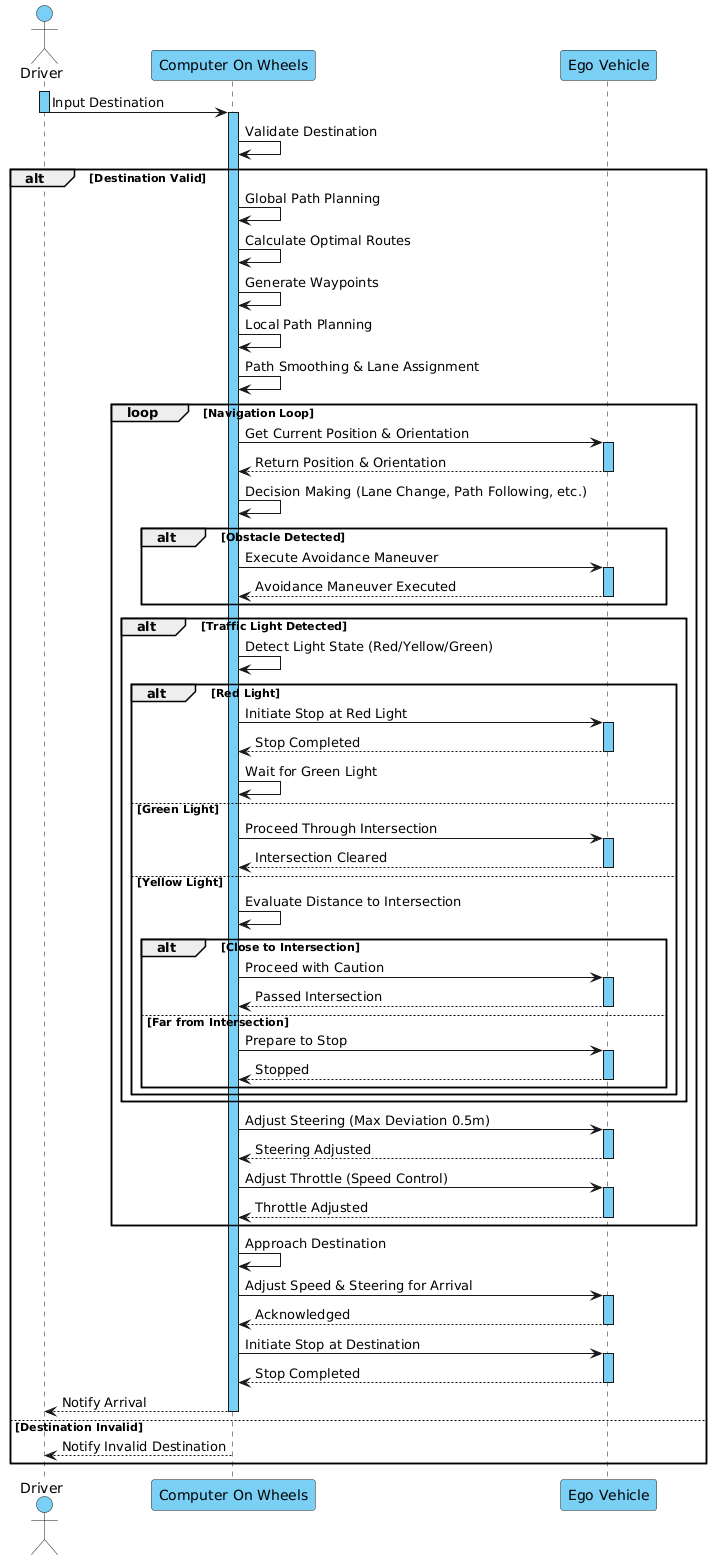 Driver
Computer On Wheels
Ego Vehicle
Input Destination
Validate Destination
alt [Destination Valid]
Global Path Planning
Calculate Optimal Routes
Generate Waypoints
Local Path Planning
Path Smoothing & Lane Assignment
loop [Navigation Loop]
Get Current Position & Orientation
Return Position & Orientation
Decision Making (Lane Change, Path Following, etc.)
alt [Obstacle Detected]
Execute Avoidance Maneuver
Avoidance Maneuver Executed
alt [Traffic Light Detected]
Detect Light State (Red/Yellow/Green)
alt [Red Light]
Initiate Stop at Red Light
Stop Completed
Wait for Green Light
[Green Light]
Proceed Through Intersection
Intersection Cleared
[Yellow Light]
Evaluate Distance to Intersection
alt [Close to Intersection]
Proceed with Caution
Passed Intersection
[Far from Intersection]
Prepare to Stop
Stopped
Adjust Steering (Max Deviation 0.5m)
Steering Adjusted
Adjust Throttle (Speed Control)
Throttle Adjusted
Approach Destination
Adjust Speed & Steering for Arrival
Acknowledged
Initiate Stop at Destination
Stop Completed
Notify Arrival
[Destination Invalid]
Notify Invalid Destination
Driver
Computer On Wheels
Ego Vehicle